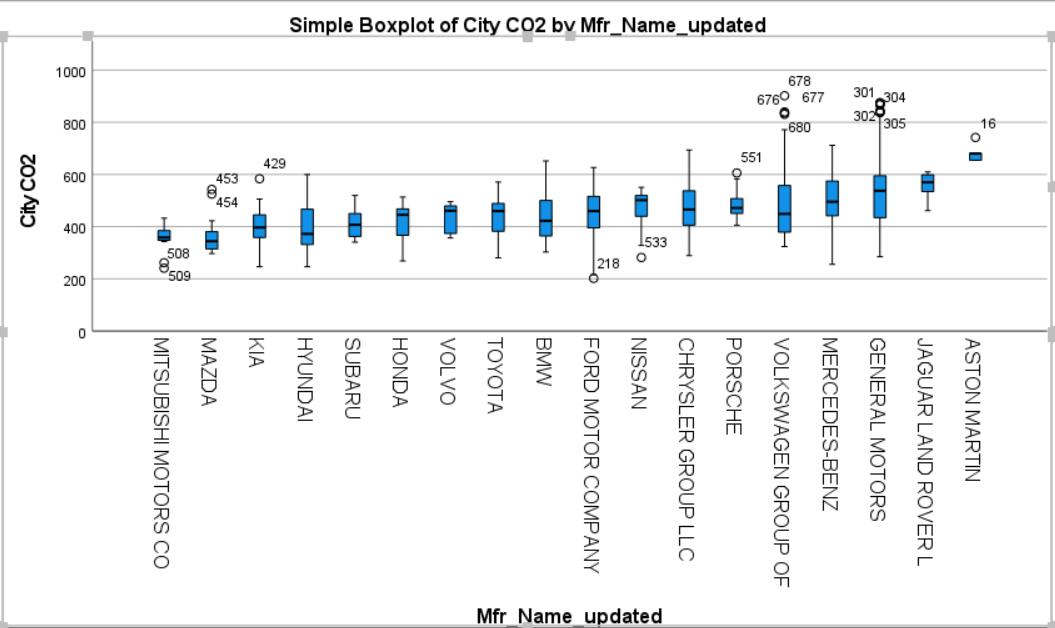 Simple Boxplot of City CO2 by Mfr_Name_updated
City CO2
1000
800
600
400
200
0
508
509
453
454
429
218
533
551
678
676
677
680
301
304
302
305
16
MITSUBISHI MOTORS CO
MAZDA
KIA
HYUNDAI
SUBARU
HONDA
VOLVO
TOYOTA
BMW
FORD MOTOR COMPANY
NISSAN
CHRYSLER GROUP LLC
PORSCHE
VOLKSWAGEN GROUP OF
MERCEDES-BENZ
GENERAL MOTORS
JAGUAR LAND ROVER L
ASTON MARTIN
Mfr_Name_updated